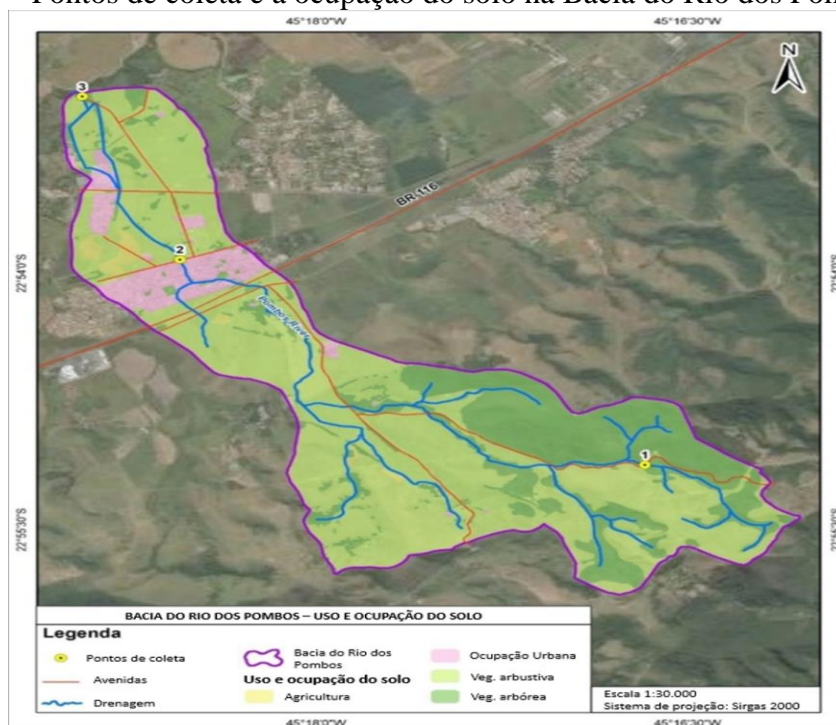 Pontos de coleta e a ocupação do solo na Bacia do Rio dos
45°18'0"W 45°16'30"W
N
3
BR-116
2
22°54'0"S
Pombos River
1
22°55'30"S
BACIA DO RIO DOS POMBOS – USO E OCUPAÇÃO DO SOLO
Legenda
Pontos de coleta
Avenidas
Drenagem
Bacia do Rio dos
Pombos
Uso e ocupação do solo
Agricultura
Ocupação Urbana
Veg. arbustiva
Veg. arbórea
Escala 1:30.000
Sistema de projeção: Sirgas 2000
45°18'0"W 45°16'30"W